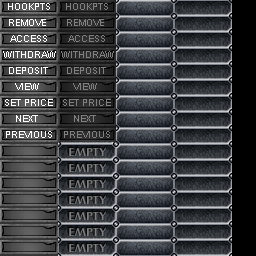 HOOKPTS HOOKPTS
REMOVE REMOVE
ACCESS ACCESS
WITHDRAW WITHDRAW
DEPOSIT DEPOSIT
VIEW VIEW
SET PRICE SET PRICE
NEXT NEXT
PREVIOUS PREVIOUS
EMPTY
EMPTY
EMPTY
EMPTY
EMPTY
EMPTY
EMPTY